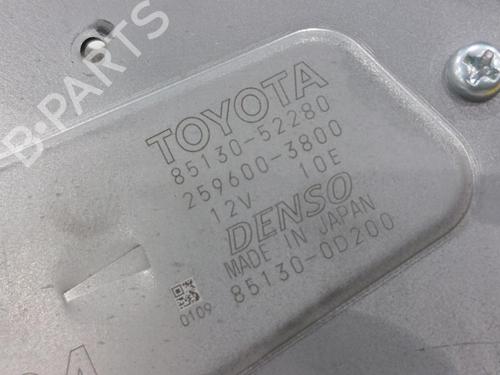 B-PARTS
TOYOTA
85130-52280
259600-3800
12V 10E
DENSO
MADE IN JAPAN
85130-0D200
0109